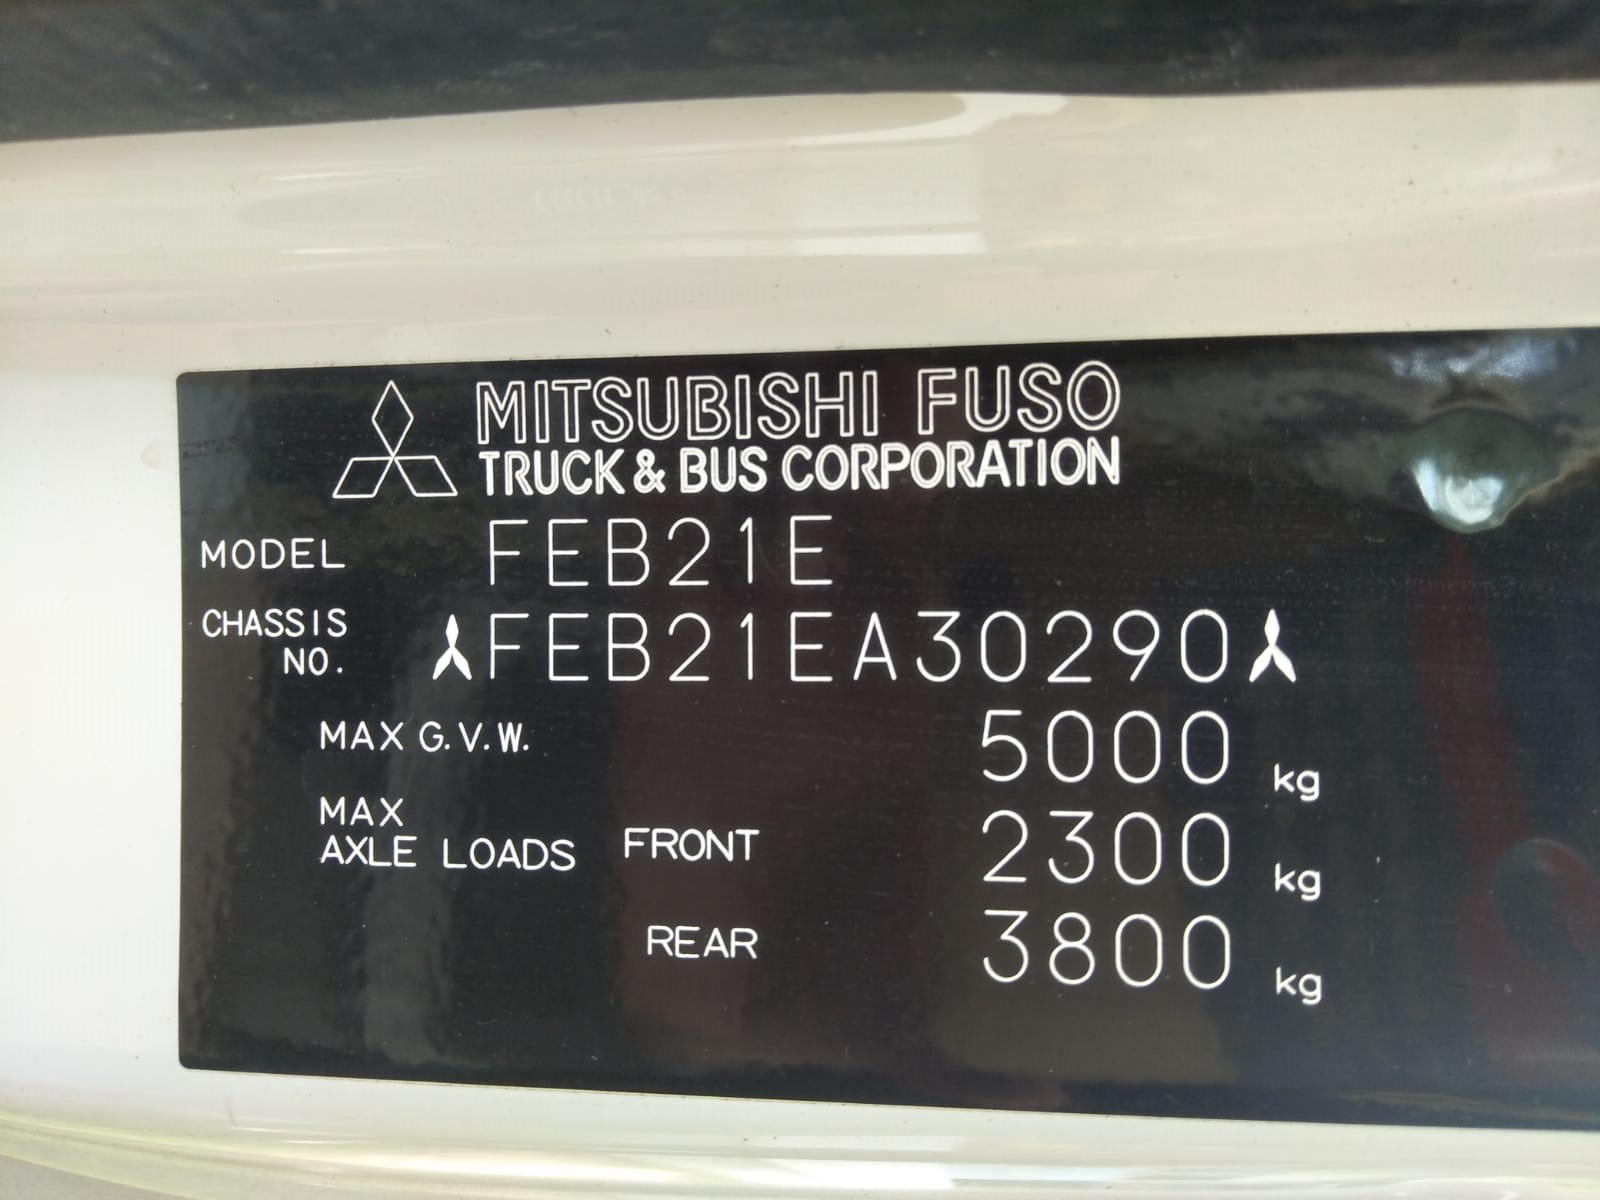 MITSUBISHI FUSO
TRUCK & BUS CORPORATION
MODEL FEB21E
CHASSIS
NO. FEB21EA30290
MAX G.V.W. 5000 kg
MAX
AXLE LOADS FRONT 2300 kg
REAR 3800 kg